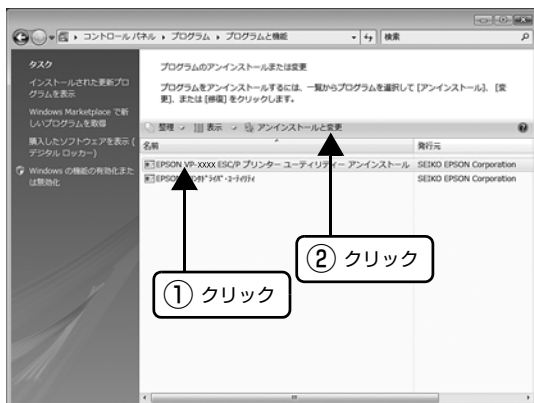 コントロール パネル ▸ プログラム ▸ プログラムと機能
検索
タスク
インストールされた更新プロ
グラムを表示
Windows Marketplace で新
しいプログラムを取得
購入したソフトウェアを表示 (
デジタル ロッカー)
Windows の機能の有効化また
は無効化
プログラムのアンインストールまたは変更
プログラムをアンインストールするには、一覧からプログラムを選択して [アンインストール]、[変
更]、または [修復] をクリックします。
整理 表示 アンインストールと変更
名前 発行元
EPSON VP-XXXX ESC/P プリンター ユーティリティー アンインストール SEIKO EPSON Corporation
EPSON SEIKO EPSON Corporation
② クリック
① クリック